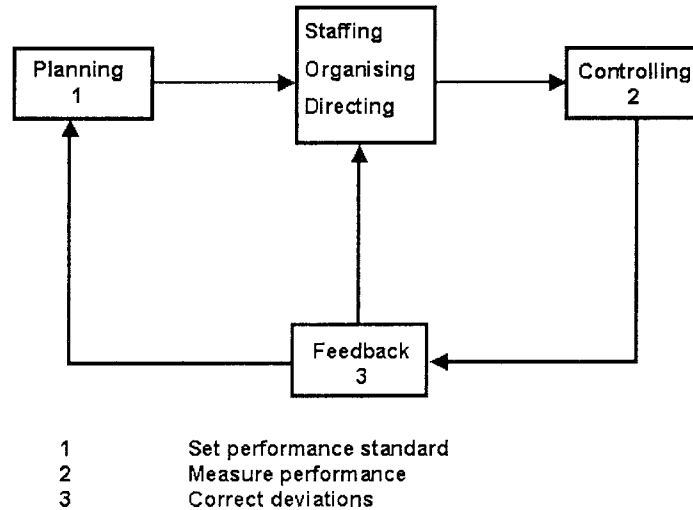 Planning
1
Staffing
Organising
Directing
Controlling
2
Feedback
3
1 Set performance standard
2 Measure performance
3 Correct deviations